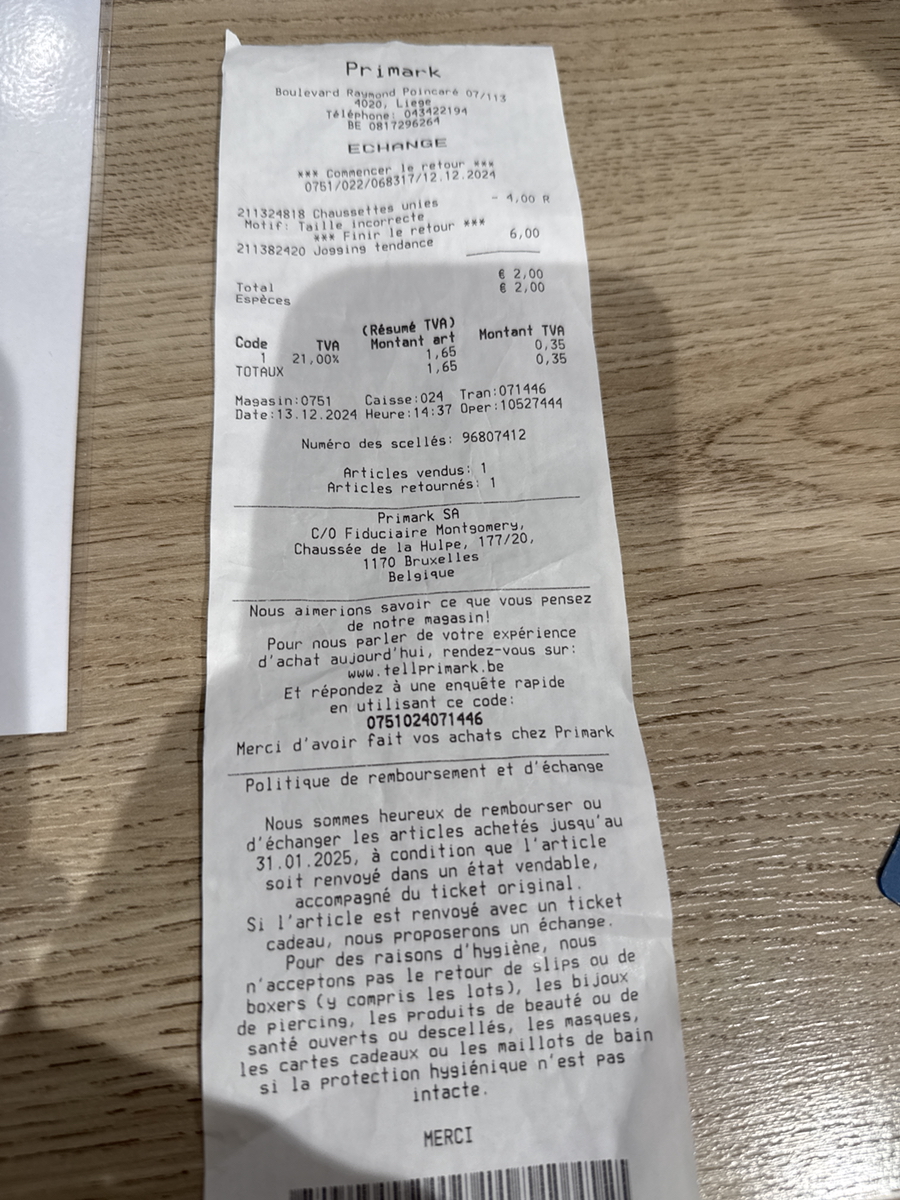 Primark
Boulevard Raymond Poincaré 07/113
4020, Liege
Téléphone: 043422194
BE 0817296264
ECHANGE
*** Commencer le retour ***
0751/022/068317/12.12.2024
211324818 Chaussettes unies - 4,00 R
Motif: Taille incorrecte
*** Finir le retour ***
211382420 Jogging tendance 6,00
Total € 2,00
Espèces € 2,00
(Résumé TVA)
Code TVA Montant art Montant TVA
1 21,00% 1,65 0,35
TOTAUX 1,65 0,35
Magasin:0751 Caisse:024 Tran:071446
Date:13.12.2024 Heure:14:37 Oper:10527444
Numéro des scellés: 96807412
Articles vendus: 1
Articles retournés: 1
Primark SA
C/O Fiduciaire Montgomery,
Chaussée de la Hulpe, 177/20,
1170 Bruxelles
Belgique
Nous aimerions savoir ce que vous pensez
de notre magasin!
Pour nous parler de votre expérience
d'achat aujourd'hui, rendez-vous sur:
www.tellprimark.be
Et répondez à une enquête rapide
en utilisant ce code:
0751024071446
Merci d'avoir fait vos achats chez Primark
Politique de remboursement et d'échange
Nous sommes heureux de rembourser ou
d'échanger les articles achetés jusqu'au
31.01.2025, à condition que l'article
soit renvoyé dans un état vendable,
accompagné du ticket original.
Si l'article est renvoyé avec un ticket
cadeau, nous proposerons un échange.
Pour des raisons d'hygiène, nous
n'acceptons pas le retour de slips ou de
boxers (y compris les lots), les bijoux
de piercing, les produits de beauté ou de
santé ouverts ou descellés, les masques,
les cartes cadeaux ou les maillots de bain
si la protection hygiénique n'est pas
intacte.
MERCI